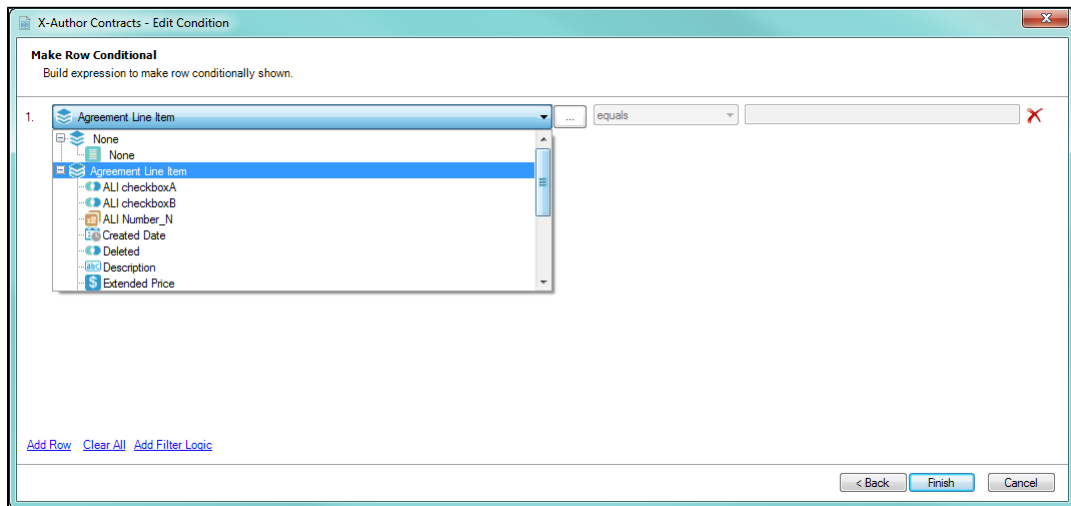 X-Author Contracts - Edit Condition
Make Row Conditional
Build expression to make row conditionally shown.
1. Agreement Line Item ... equals
None
None
Agreement Line Item
ALI checkboxA
ALI checkboxB
ALI Number_N
Created Date
Deleted
abc Description
$ Extended Price
Add Row Clear All Add Filter Logic
< Back Finish Cancel